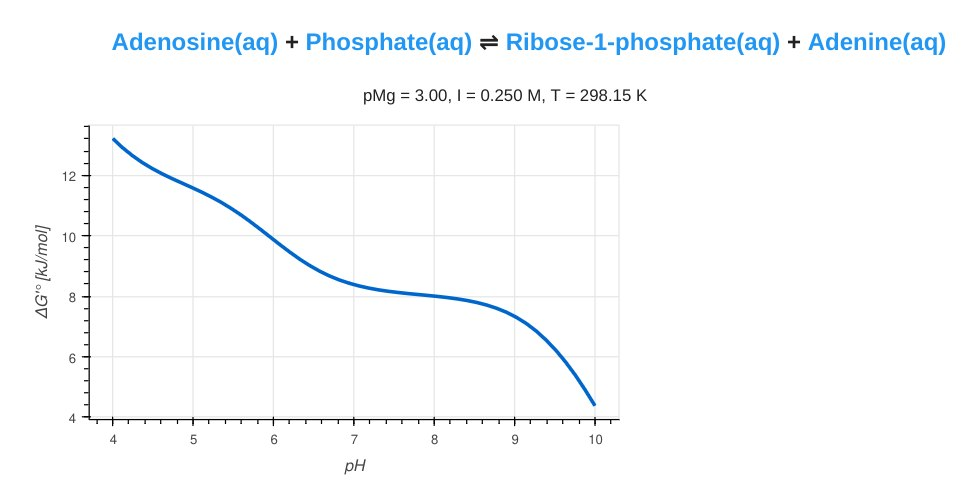 Adenosine(aq) + Phosphate(aq) ⇌ Ribose-1-phosphate(aq) + Adenine(aq)
pMg = 3.00, I = 0.250 M, T = 298.15 K
ΔG'° [kJ/mol]
12
10
8
6
4
4 5 6 7 8 9 10
pH